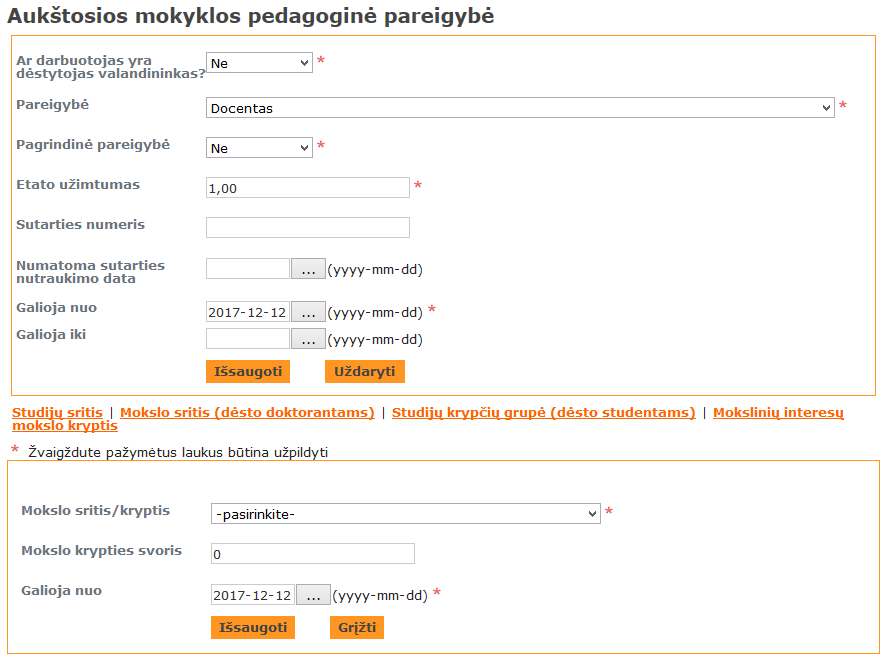 Aukštosios mokyklos pedagoginė pareigybė
Ar darbuotojas yra
dėstytojas valandininkas?
Ne *
Pareigybė
Docentas *
Pagrindinė pareigybė
Ne *
Etato užimtumas
1,00 *
Sutarties numeris
Numatoma sutarties
nutraukimo data
... (yyyy-mm-dd)
Galioja nuo
2017-12-12 ... (yyyy-mm-dd) *
Galioja iki
... (yyyy-mm-dd)
Išsaugoti Uždaryti
Studijų sritis | Mokslo sritis (dėsto doktorantams) | Studijų krypčių grupė (dėsto studentams) | Mokslinių interesų
mokslo kryptis
* Žvaigždute pažymėtus laukus būtina užpildyti
Mokslo sritis/kryptis
-pasirinkite- *
Mokslo krypties svoris
0
Galioja nuo
2017-12-12 ... (yyyy-mm-dd) *
Išsaugoti Grįžti